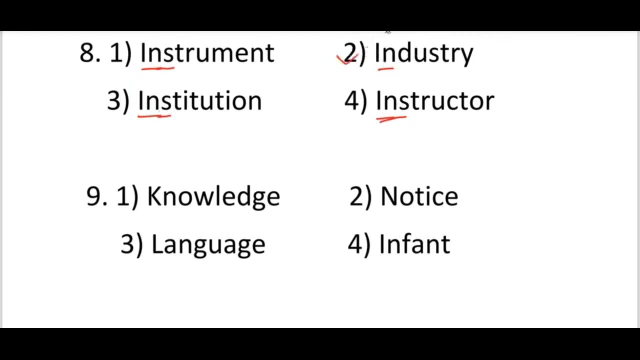 8. 1) Instrument 2) Industry
3) Institution 4) Instructor
9. 1) Knowledge 2) Notice
3) Language 4) Infant